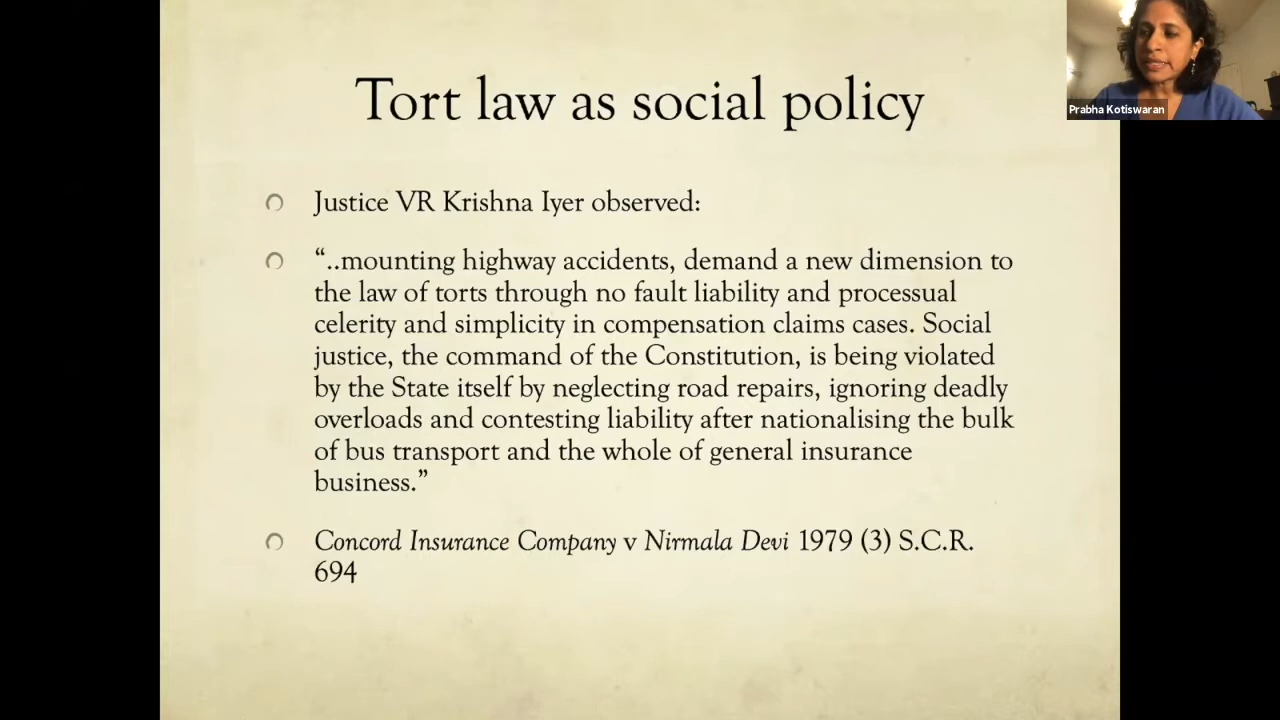 Tort law as social policy
Prabha Kotiswaran
Justice VR Krishna Iyer observed:
“..mounting highway accidents, demand a new dimension to
the law of torts through no fault liability and processual
celerity and simplicity in compensation claims cases. Social
justice, the command of the Constitution, is being violated
by the State itself by neglecting road repairs, ignoring deadly
overloads and contesting liability after nationalising the bulk
of bus transport and the whole of general insurance
business.”
Concord Insurance Company v Nirmala Devi 1979 (3) S.C.R.
694